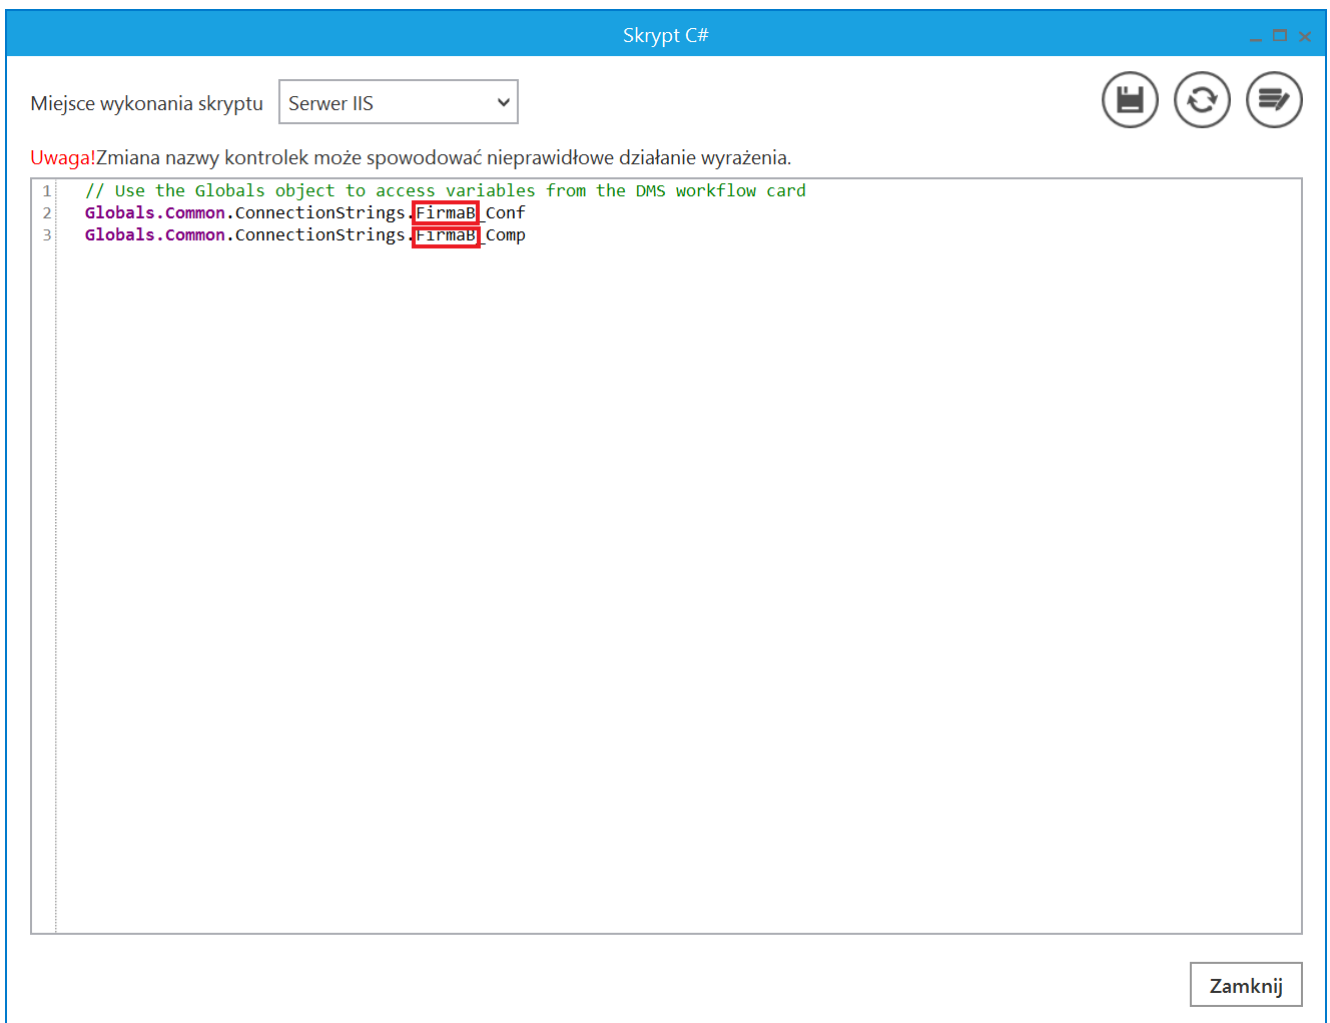 Skrypt C#
Miejsce wykonania skryptu Serwer IIS
Uwaga!Zmiana nazwy kontrolek może spowodować nieprawidłowe działanie wyrażenia.
1 // Use the Globals object to access variables from the DMS workflow card
2 Globals.Common.ConnectionStrings.FirmaB_Conf
3 Globals.Common.ConnectionStrings.FirmaB_Comp
Zamknij